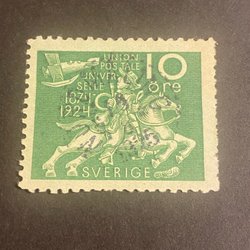 UNION
POSTALE
UNIVER
SELLE
1874
1924
10
öre
SVERIGE